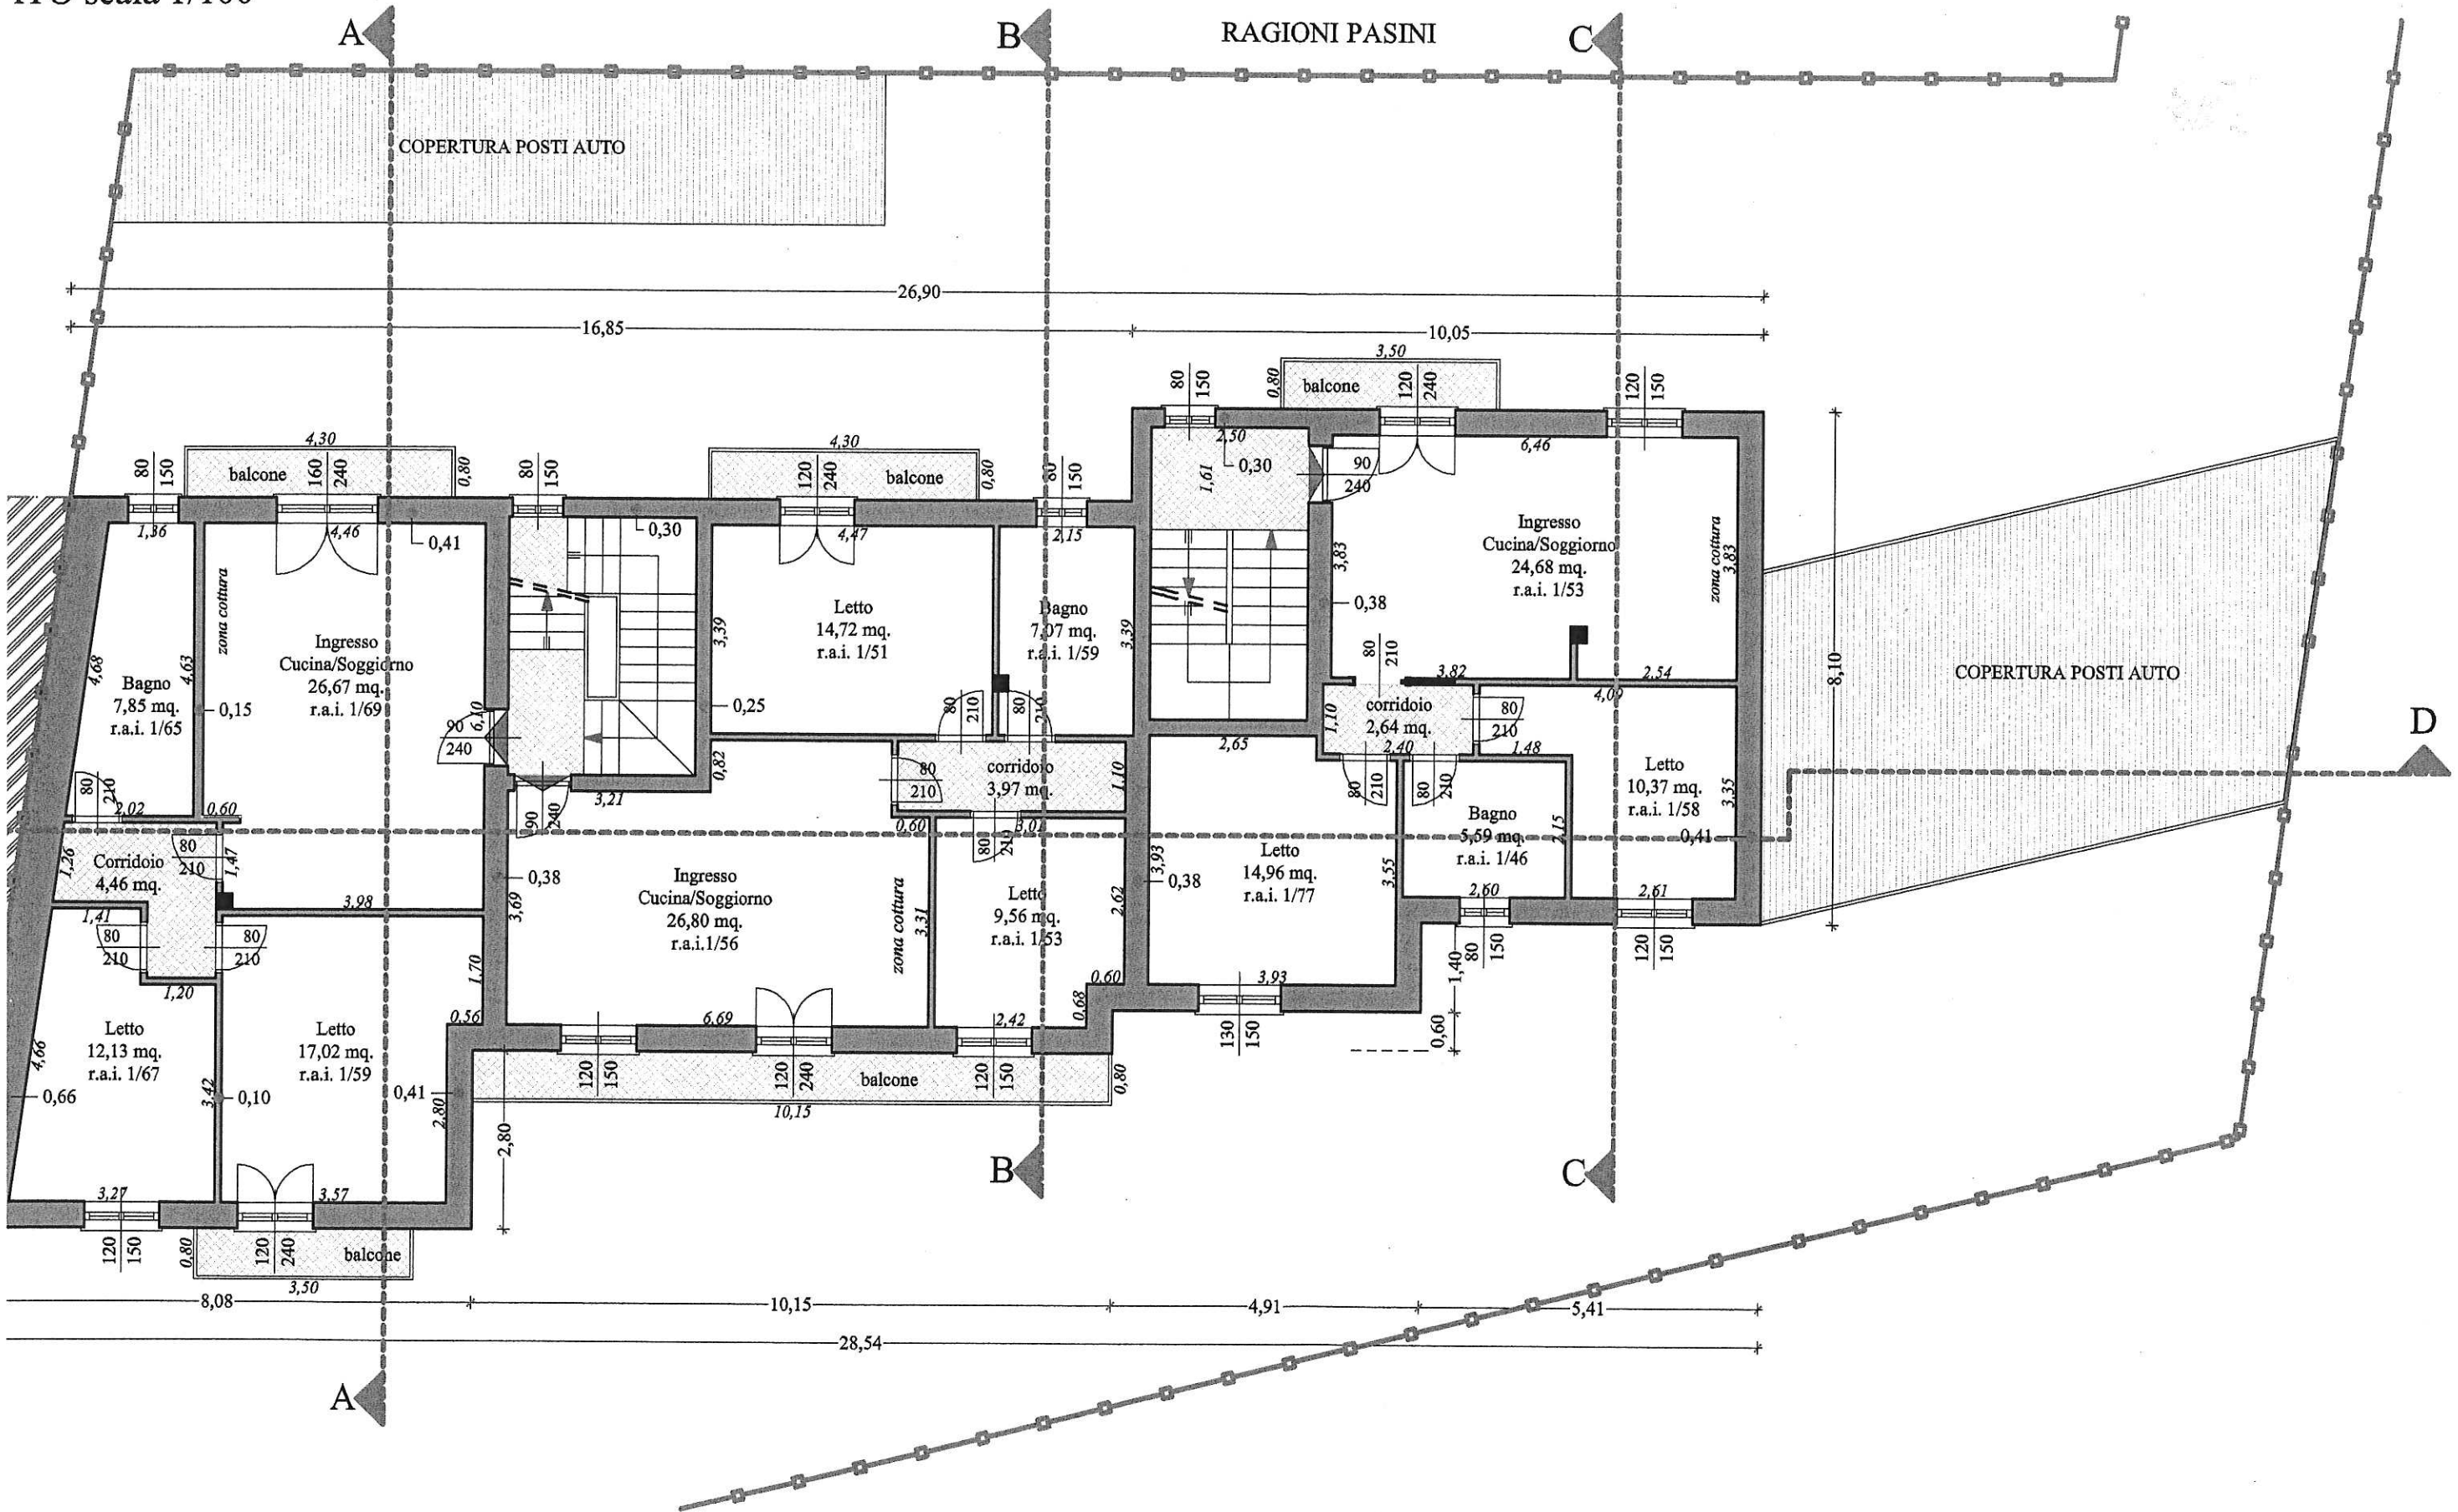 scala 1/100
A
B
RAGIONI PASINI
C
COPERTURA POSTI AUTO
26,90
16,85
10,05
3,50
0,80
balcone
120
240
80
150
120
150
4,30
0,80
balcone
160
240
80
150
80
150
4,30
0,80
balcone
120
240
80
150
2,50
0,30
1,61
90
240
6,46
1,36
4,46
0,41
0,30
4,47
2,15
Ingresso
Cucina/Soggiorno
24,68 mq.
r.a.i. 1/53
zona cottura
3,83
3,83
0,38
zona cottura
Ingresso
Cucina/Soggiorno
26,67 mq.
r.a.i. 1/69
4,68
4,63
Bagno
7,85 mq.
r.a.i. 1/65
0,15
Letto
14,72 mq.
r.a.i. 1/51
3,39
0,25
Bagno
7,07 mq.
r.a.i. 1/59
3,39
80
210
3,82
2,54
4,09
COPERTURA POSTI AUTO
8,10
D
6,10
90
240
80
210
80
210
corridoio
2,64 mq.
1,10
2,40
80
210
1,48
2,65
0,82
80
210
corridoio
3,97 mq.
1,10
80
210
2,02
0,60
3,21
90
240
0,60
3,01
80
210
80
210
80
210
Letto
10,37 mq.
r.a.i. 1/58
3,35
0,41
Bagno
5,59 mq.
r.a.i. 1/46
2,15
2,60
2,61
Corridoio
4,46 mq.
1,26
80
210
1,47
3,98
1,41
80
210
80
210
1,20
0,38
3,69
Ingresso
Cucina/Soggiorno
26,80 mq.
r.a.i.1/56
zona cottura
3,31
Letto
9,56 mq.
r.a.i. 1/53
2,62
3,93
0,38
Letto
14,96 mq.
r.a.i. 1/77
3,55
3,93
80
150
120
150
1,40
0,60
130
150
1,70
0,56
6,69
2,42
0,60
0,68
Letto
12,13 mq.
r.a.i. 1/67
4,66
0,66
Letto
17,02 mq.
r.a.i. 1/59
3,42
0,10
0,41
2,80
2,80
120
150
120
240
120
150
balcone
0,80
10,15
B
C
3,27
3,57
120
150
0,80
120
240
balcone
3,50
8,08
10,15
4,91
5,41
28,54
A